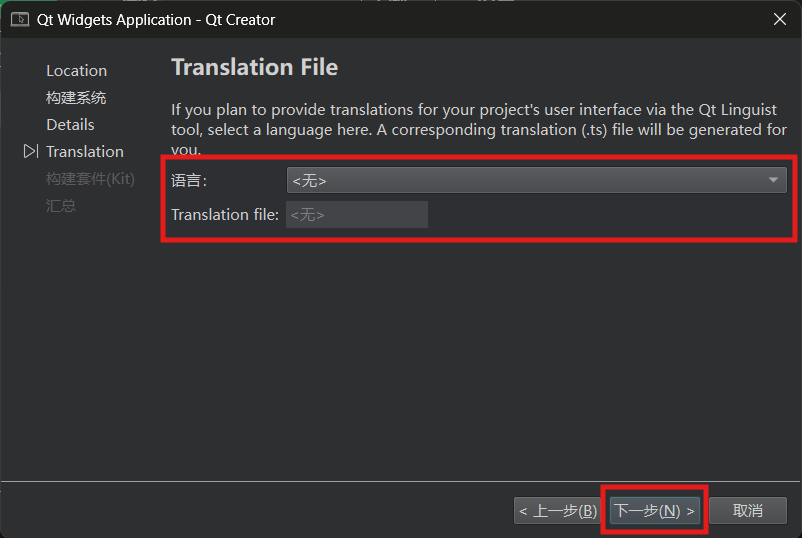 Qt Widgets Application - Qt Creator
Location
构建系统
Details
Translation
构建套件(Kit)
汇总
Translation File
If you plan to provide translations for your project's user interface via the Qt Linguist
tool, select a language here. A corresponding translation (.ts) file will be generated for
you.
语言:
<无>
Translation file:
<无>
< 上一步(B)
下一步(N) >
取消